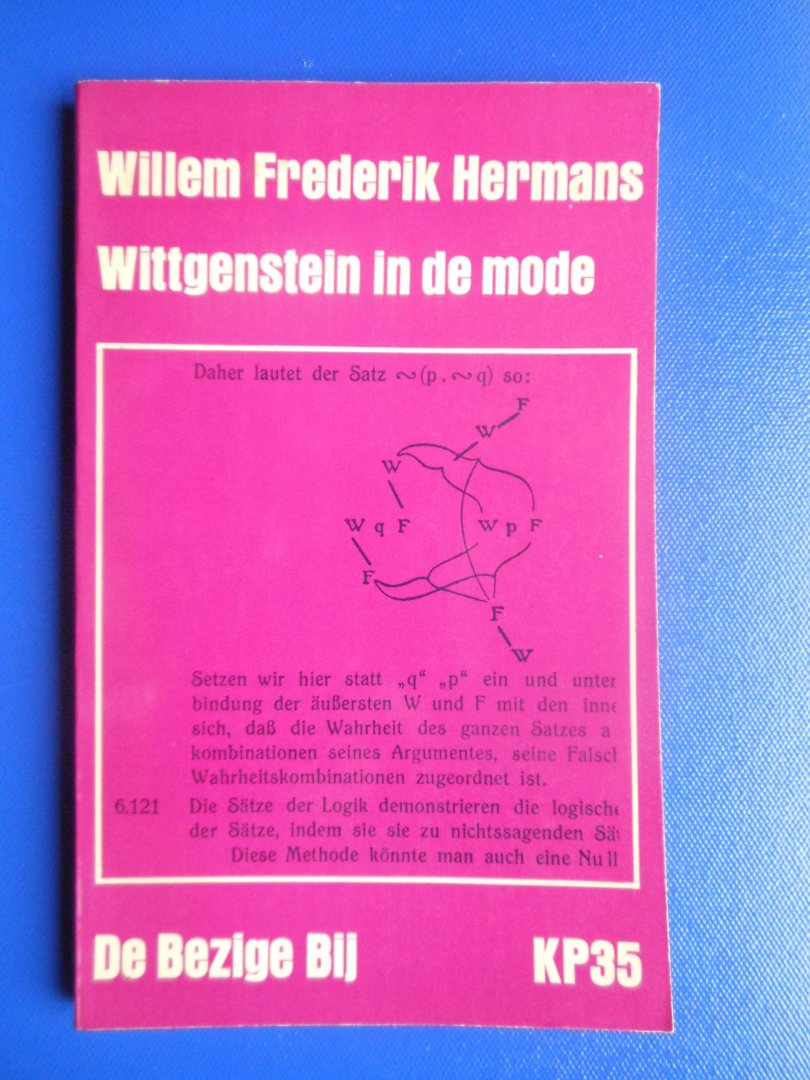 Willem Frederik Hermans
Wittgenstein in de mode
Daher lautet der Satz ∾(p . ∾q) so:
F
W
W
W q F
W p F
F
F
W
Setzen wir hier statt „q“ „p“ ein und unter
bindung der äußersten W und F mit den inne
sich, daß die Wahrheit des ganzen Satzes a
kombinationen seines Argumentes, seine Falsch
Wahrheitskombinationen zugeordnet ist.
6.121 Die Sätze der Logik demonstrieren die logische
der Sätze, indem sie sie zu nichtssagenden Sä
Diese Methode könnte man auch eine Null
De Bezige Bij
KP35